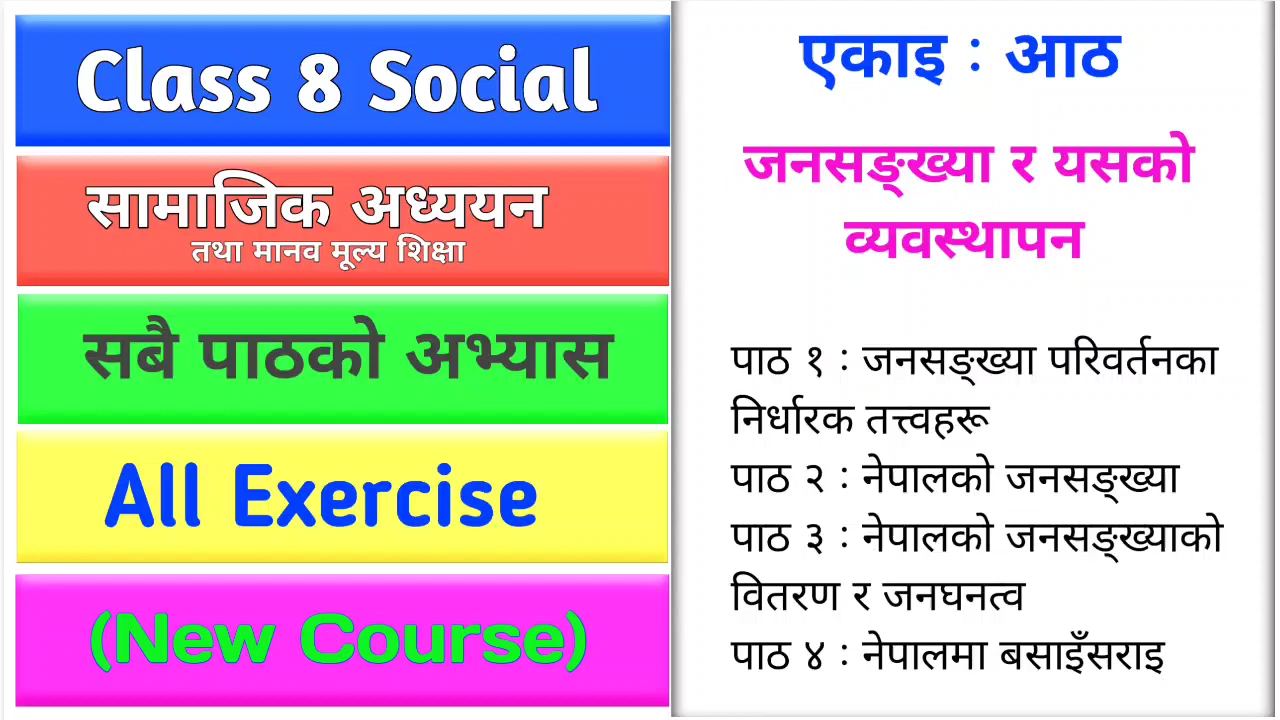 Class 8 Social
सामाजिक अध्ययन
तथा मानव मूल्य शिक्षा
सबै पाठको अभ्यास
All Exercise
(New Course)
एकाइ : आठ
जनसङ्ख्या र यसको
व्यवस्थापन
पाठ १ : जनसङ्ख्या परिवर्तनका
निर्धारक तत्त्वहरू
पाठ २ : नेपालको जनसङ्ख्या
पाठ ३ : नेपालको जनसङ्ख्याको
वितरण र जनघनत्व
पाठ ४ : नेपालमा बसाइँसराइ